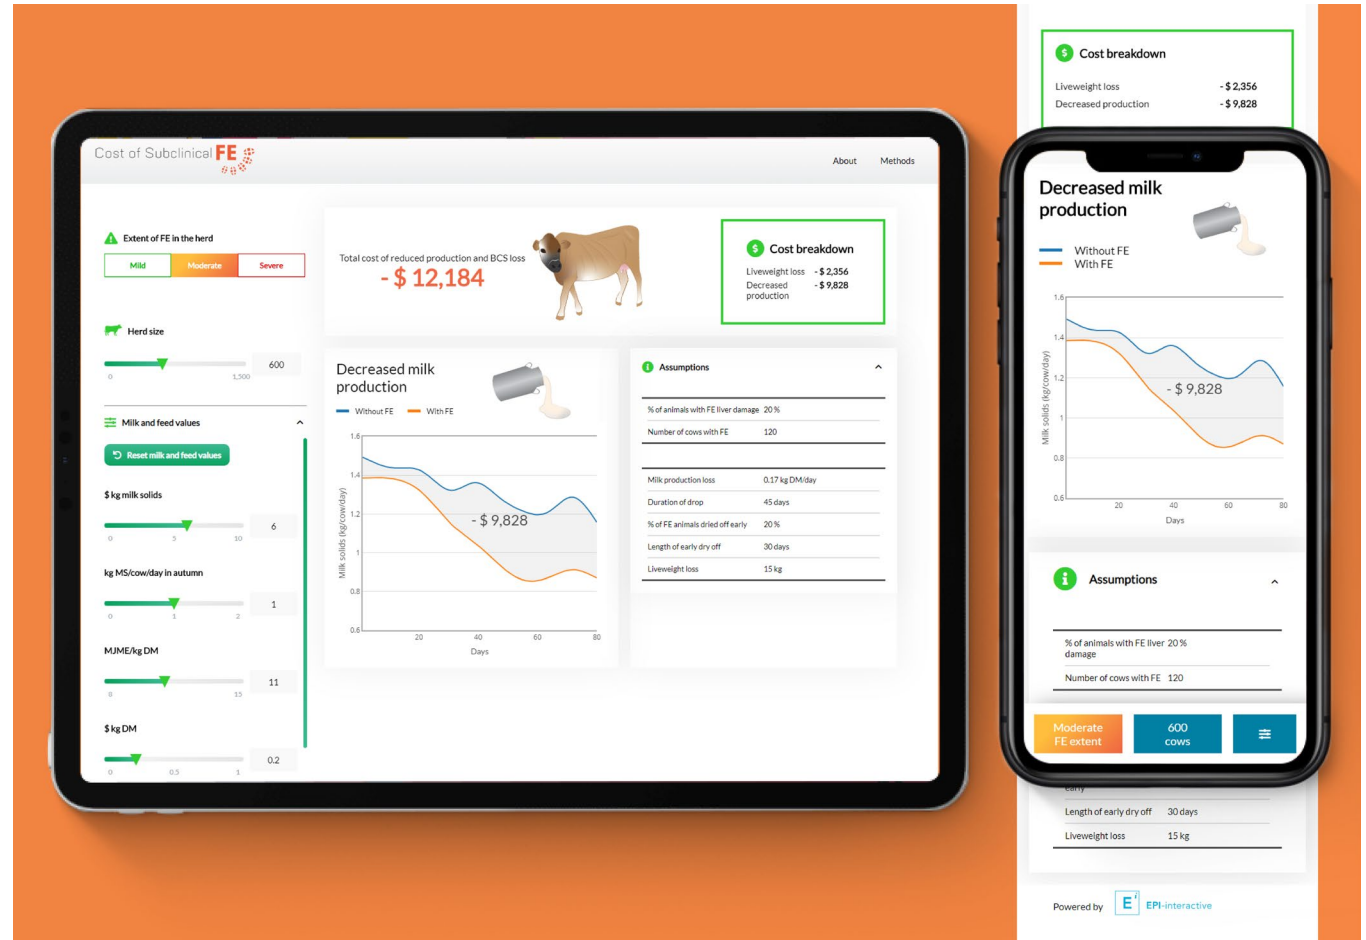 Cost of Subclinical FE
About Methods
Extent of FE in the herd
Mild Moderate Severe
Herd size
600
0 1,500
Milk and feed values
Reset milk and feed values
$ kg milk solids
6
0 5 10
kg MS/cow/day in autumn
1
0 1 2
MJME/kg DM
11
0 15
$ kg DM
0.2
0 0.5 1
Total cost of reduced production and BCS loss
- $ 12,184
$ Cost breakdown
Liveweight loss - $ 2,356
Decreased - $ 9,828
production
Decreased milk
production
Without FE With FE
1.6
1.4
1.2
1
0.8
0.6
Milk solids (kg/cow/day)
- $ 9,828
20 40 60 80
Days
i Assumptions
% of animals with FE liver damage 20 %
Number of cows with FE 120
Milk production loss 0.17 kg DM/day
Duration of drop 45 days
% of FE animals dried off early 20 %
Length of early dry off 30 days
Liveweight loss 15 kg
$ Cost breakdown
Liveweight loss - $ 2,356
Decreased production - $ 9,828
Decreased milk
production
Without FE
With FE
1.6
1.4
1.2
1
0.8
0.6
Milk solids (kg/cow/day)
- $ 9,828
20 40 60 80
Days
i Assumptions
% of animals with FE liver 20 %
damage
Number of cows with FE 120
Moderate
FE extent
600
cows
early
Length of early dry off 30 days
Liveweight loss 15 kg
Powered by Ei EPI-interactive